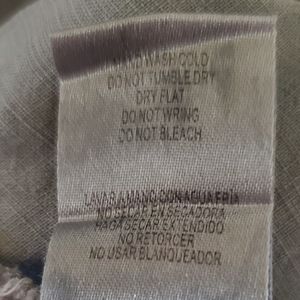 HAND WASH COLD
DO NOT TUMBLE DRY
DRY FLAT
DO NOT WRING
DO NOT BLEACH
LAVAR A MANO CON AGUA FRÍA
NO SECAR EN SECADORA
HAGA SECAR EXTENDIDO
NO RETORCER
NO USAR BLANQUEADOR